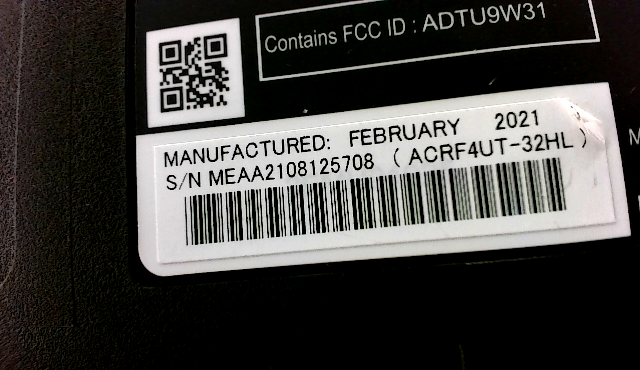 Contains FCC ID : ADTU9W31
MANUFACTURED: FEBRUARY 2021
S/N MEAA2108125708 ( ACRF4UT-32HL )